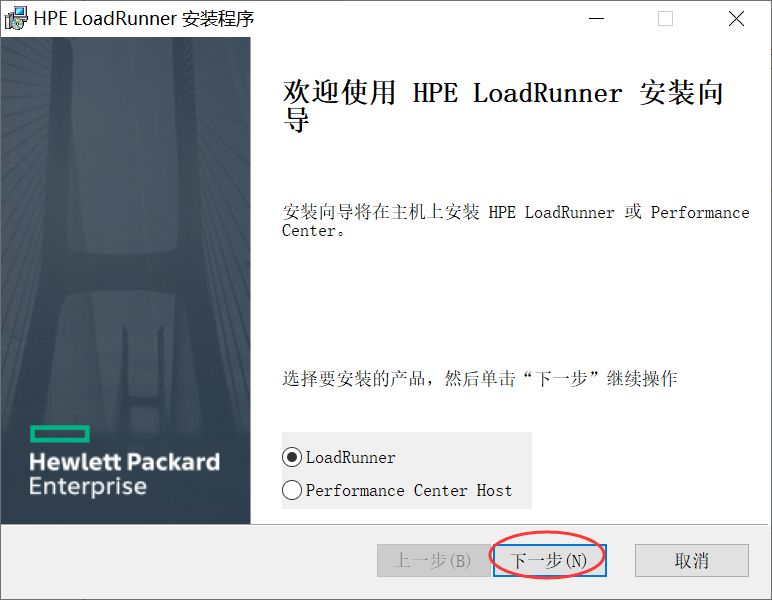 HPE LoadRunner 安装程序
欢迎使用 HPE LoadRunner 安装向
导
安装向导将在主机上安装 HPE LoadRunner 或 Performance
Center。
选择要安装的产品，然后单击“下一步”继续操作
LoadRunner
Performance Center Host
Hewlett Packard
Enterprise
上一步(B)
下一步(N)
取消